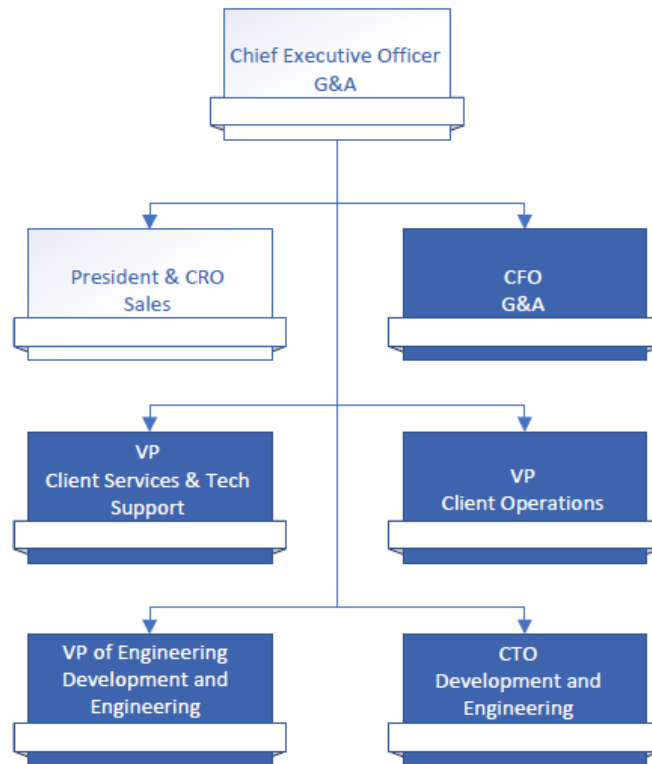 Chief Executive Officer
G&A
President & CRO
Sales
CFO
G&A
VP
Client Services & Tech
Support
VP
Client Operations
VP of Engineering
Development and
Engineering
CTO
Development and
Engineering